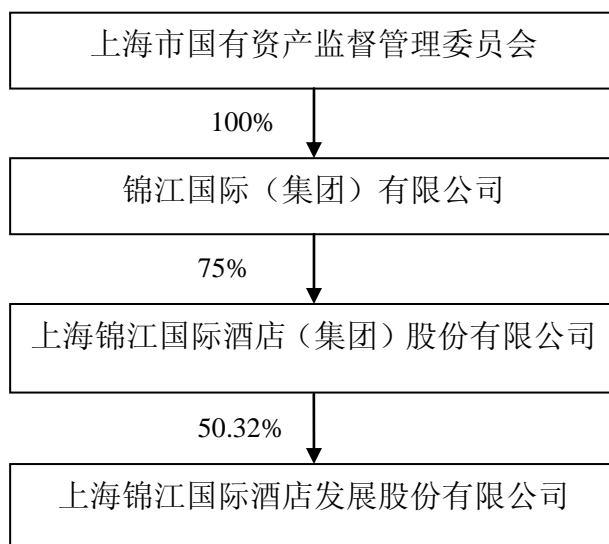 上海市国有资产监督管理委员会
100%
锦江国际（集团）有限公司
75%
上海锦江国际酒店（集团）股份有限公司
50.32%
上海锦江国际酒店发展股份有限公司